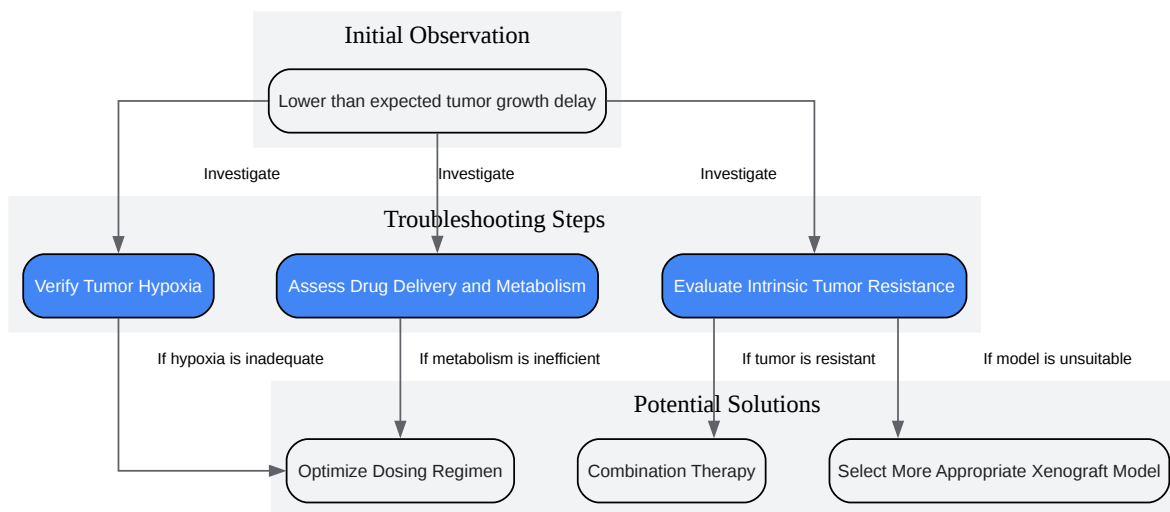 Initial Observation
Lower than expected tumor growth delay
Investigate
Investigate
Investigate
Troubleshooting Steps
Verify Tumor Hypoxia
Assess Drug Delivery and Metabolism
Evaluate Intrinsic Tumor Resistance
If hypoxia is inadequate
If metabolism is inefficient
If tumor is resistant
If model is unsuitable
Potential Solutions
Optimize Dosing Regimen
Combination Therapy
Select More Appropriate Xenograft Model